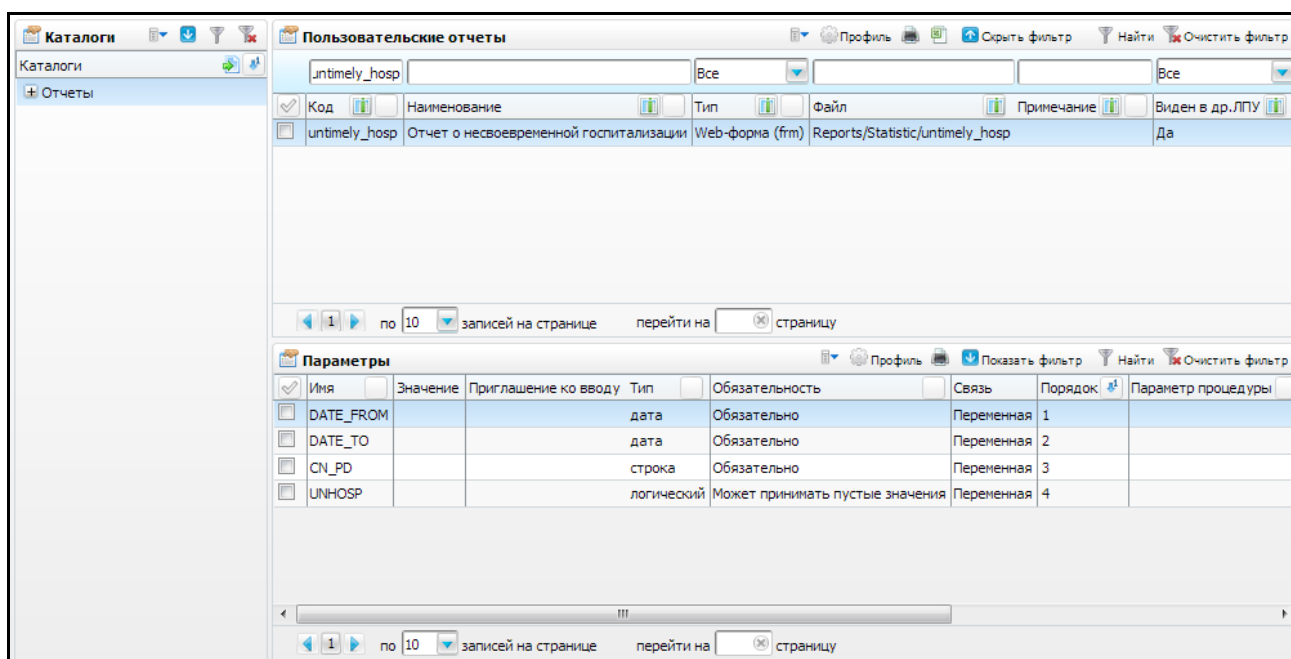 Каталоги
Каталоги
Отчеты
Пользовательские отчеты Профиль Скрыть фильтр Найти Очистить фильтр
untimely_hosp Все Все
Код Наименование Тип Файл Примечание Виден в др.ЛПУ
untimely_hosp Отчет о несвоевременной госпитализации Web-форма (frm) Reports/Statistic/untimely_hosp Да
1 по 10 записей на странице перейти на страницу
Параметры Профиль Показать фильтр Найти Очистить фильтр
Имя Значение Приглашение ко вводу Тип Обязательность Связь Порядок 1 Параметр процедуры
DATE_FROM дата Обязательно Переменная 1
DATE_TO дата Обязательно Переменная 2
CN_PD строка Обязательно Переменная 3
UNHOSP логический Может принимать пустые значения Переменная 4
1 по 10 записей на странице перейти на страницу